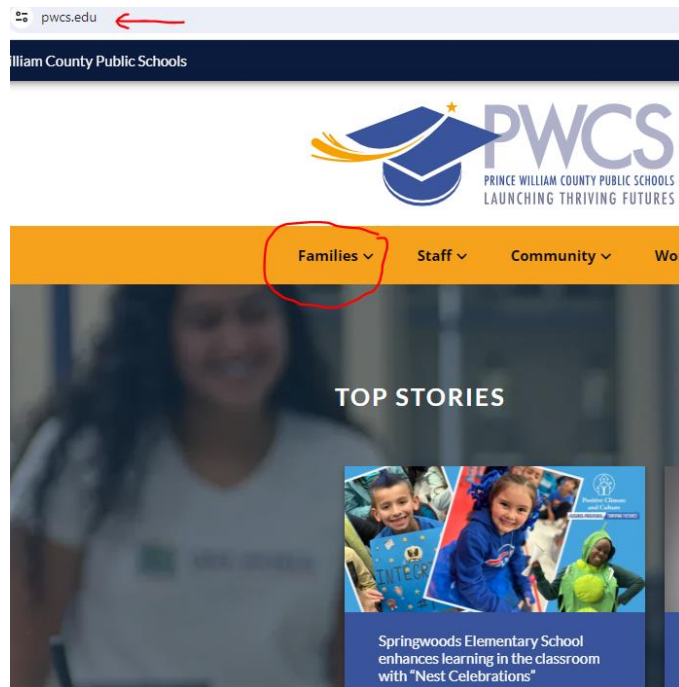 pwcs.edu
illiam County Public Schools
PWCS
PRINCE WILLIAM COUNTY PUBLIC SCHOOLS
LAUNCHING THRIVING FUTURES
Families Staff Community Wo
TOP STORIES
Positive Climate
and Culture
INTEGR
Springwoods Elementary School
enhances learning in the classroom
with “Nest Celebrations”